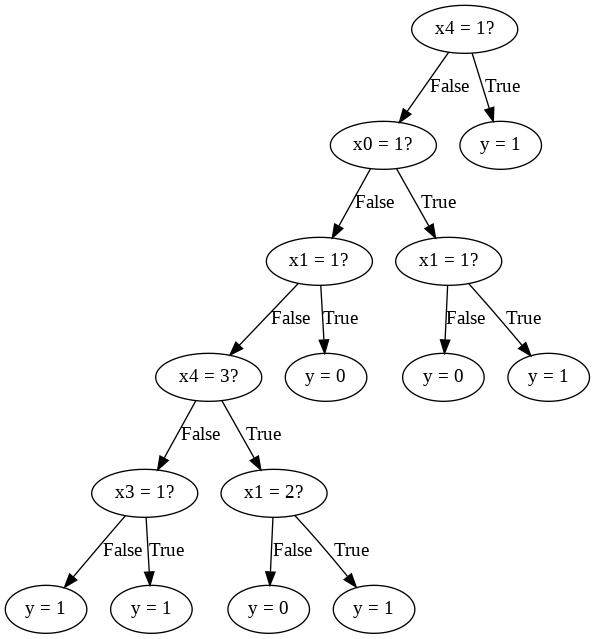 x4 = 1?
False
True
x0 = 1?
y = 1
False
True
x1 = 1?
x1 = 1?
False
True
False
True
x4 = 3?
y = 0
y = 0
y = 1
False
True
x3 = 1?
x1 = 2?
False
True
False
True
y = 1
y = 1
y = 0
y = 1